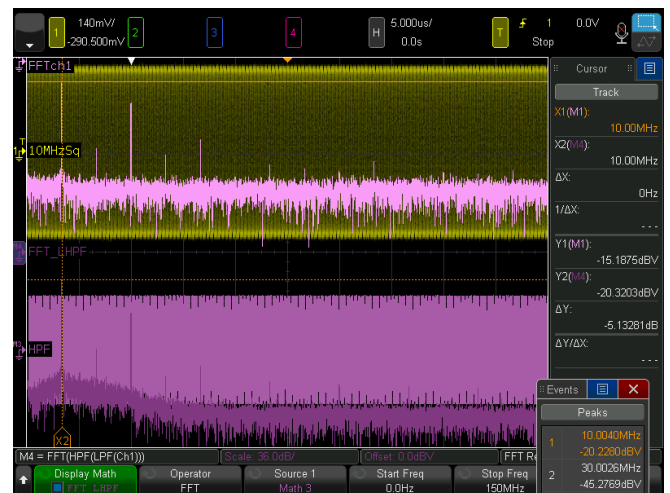 140mV/
1
-290.500mV
2
3
4
H
5.000us/
0.0s
T
1
0.0V
Stop
FFTch1
10MHzSq
FFT_LHPF
HPF
X2
Cursor
Track
X1(M1):
10.00MHz
X2(M4):
10.00MHz
ΔX:
0Hz
1/ΔX:
- - -
Y1(M1):
-15.1875dBV
Y2(M4):
-20.3203dBV
ΔY:
-5.13281dB
ΔY/ΔX:
- - -
Events
Peaks
1
10.0040MHz
-20.2280dBV
2
30.0026MHz
-45.2769dBV
M4 = FFT(HPF(LPF(Ch1)))
Scale: 36.0dB/
Offset: 0.0dBV
FFT Re
Display Math
FFT_LHPF
Operator
FFT
Source 1
Math 3
Start Freq
0.0Hz
Stop Freq
150MHz